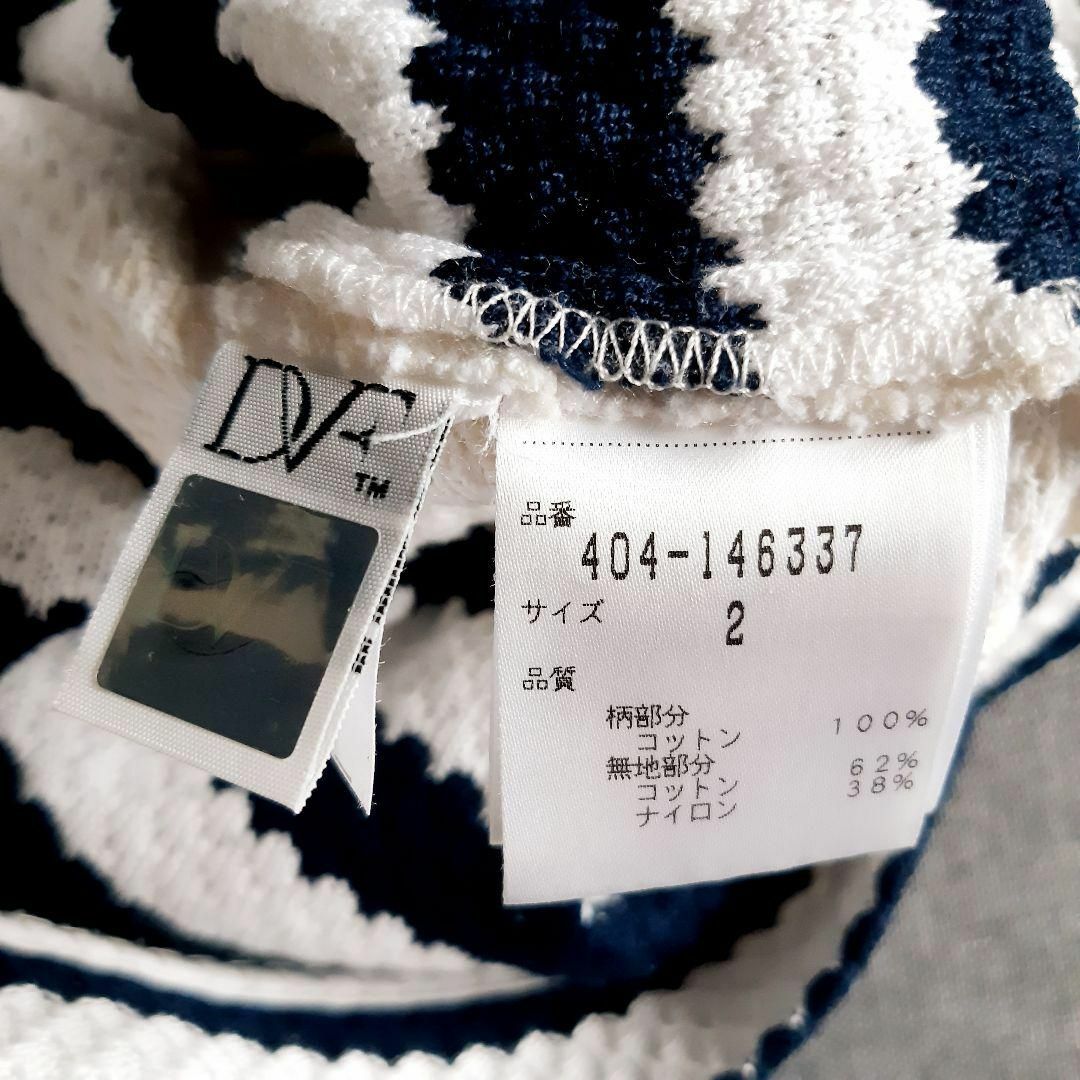 DVF
TM
品番
404-146337
サイズ 2
品質
柄部分
コットン 100%
無地部分
コットン 62%
ナイロン 38%